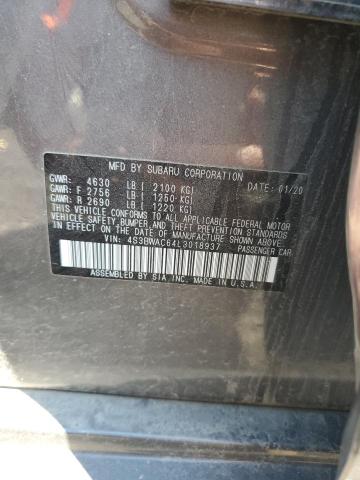 MFD BY SUBARU CORPORATION
GVWR: 4630 LB ( 2100 KG) DATE: 01/20
GAWR: F 2756 LB ( 1250 KG)
GAWR: R 2690 LB ( 1220 KG)
THIS VEHICLE CONFORMS TO ALL APPLICABLE FEDERAL MOTOR
VEHICLE SAFETY, BUMPER, AND THEFT PREVENTION STANDARDS
IN EFFECT ON THE DATE OF MANUFACTURE SHOWN ABOVE.
VIN: 4S3BWAC64L3018937 PASSENGER CAR
ASSEMBLED BY SIA, INC. MADE IN U.S.A.